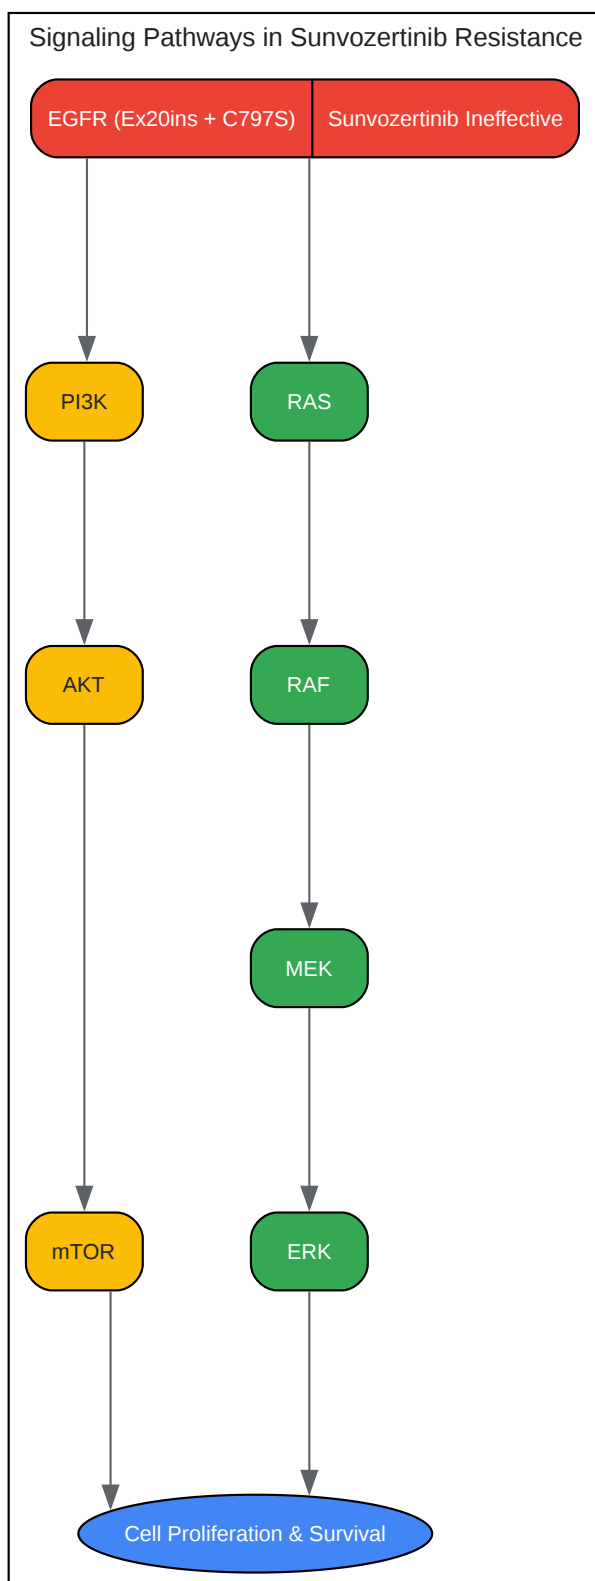 Signaling Pathways in Sunvozertinib Resistance
EGFR (Ex20ins + C797S)
Sunvozertinib Ineffective
PI3K
RAS
AKT
RAF
MEK
mTOR
ERK
Cell Proliferation & Survival